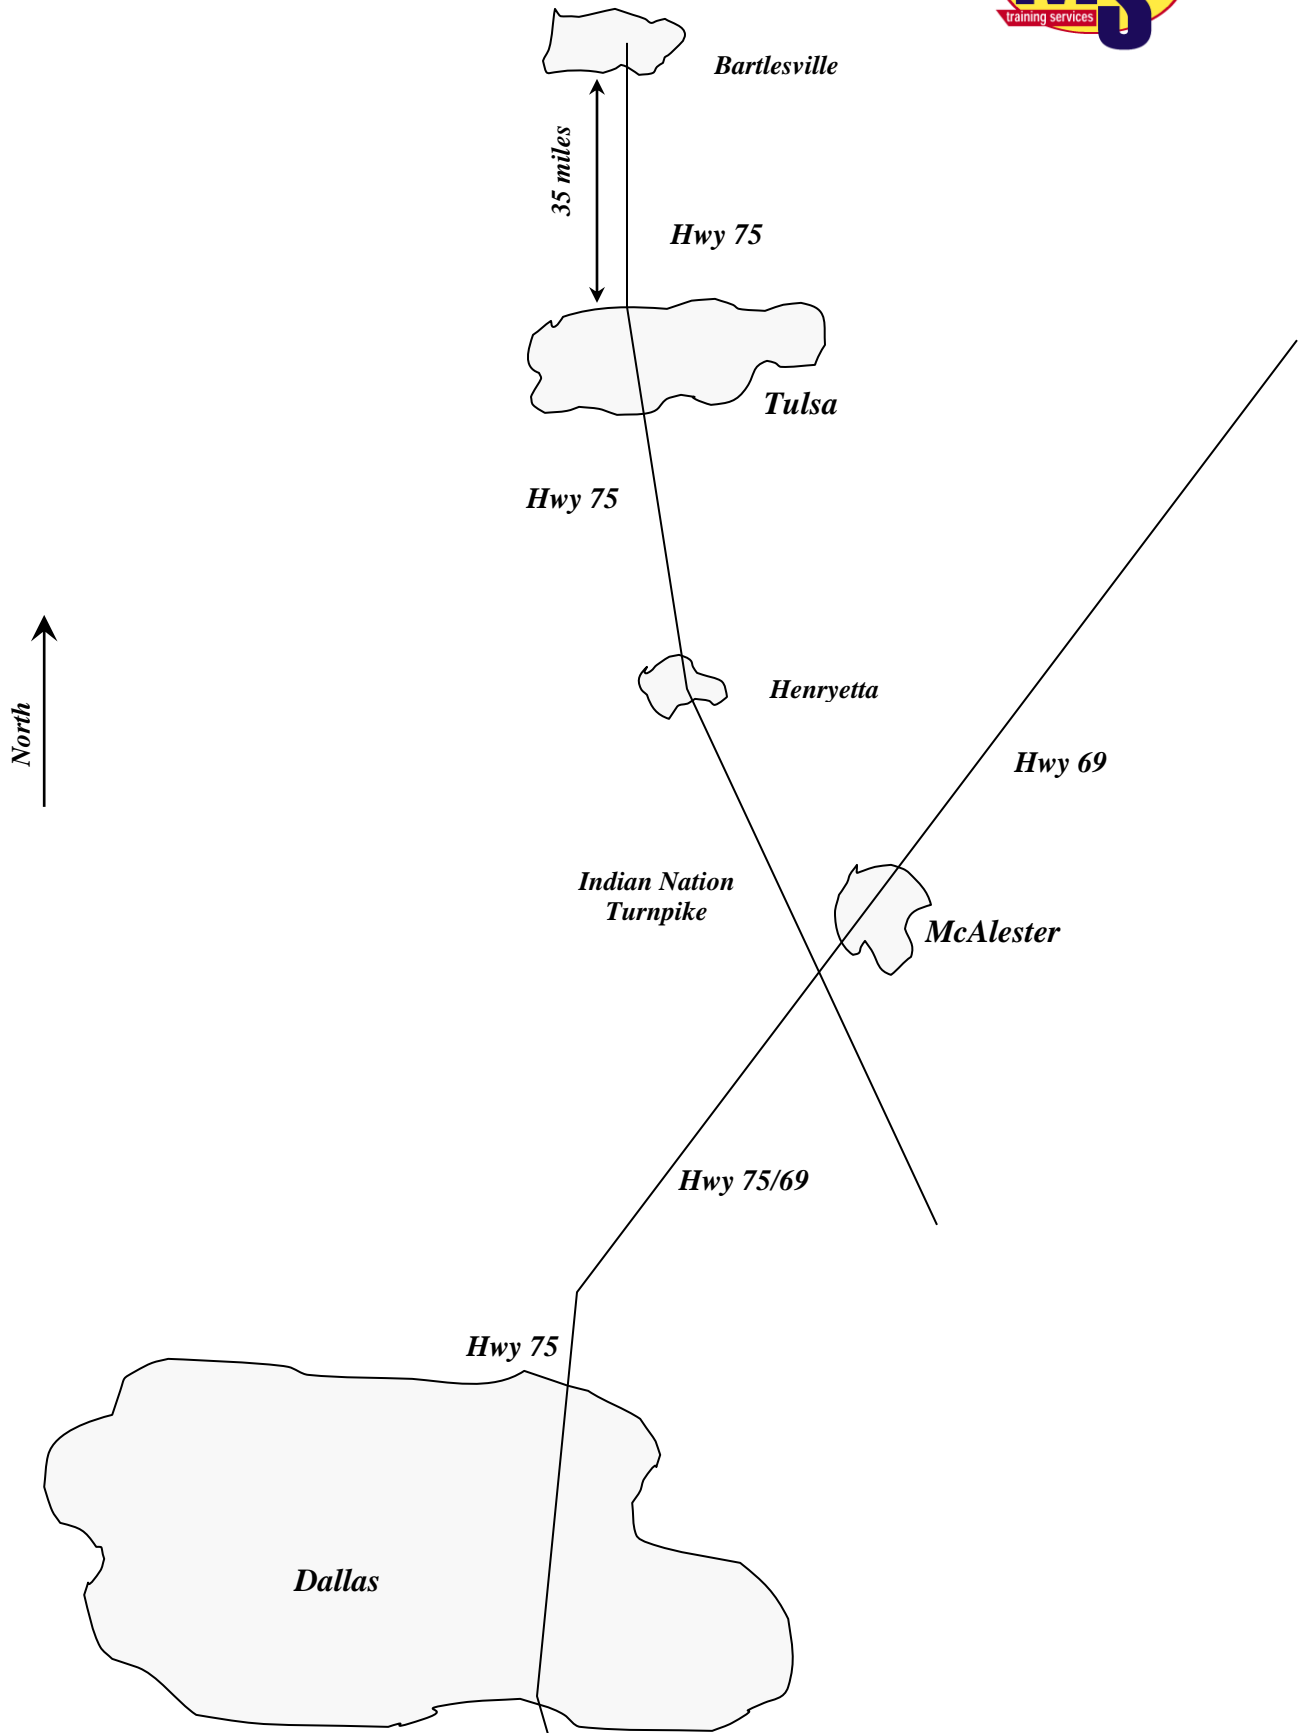 training services
Bartlesville
35 miles
Hwy 75
Tulsa
Hwy 75
Henryetta
North
Hwy 69
Indian Nation
Turnpike
McAlester
Hwy 75/69
Hwy 75
Dallas